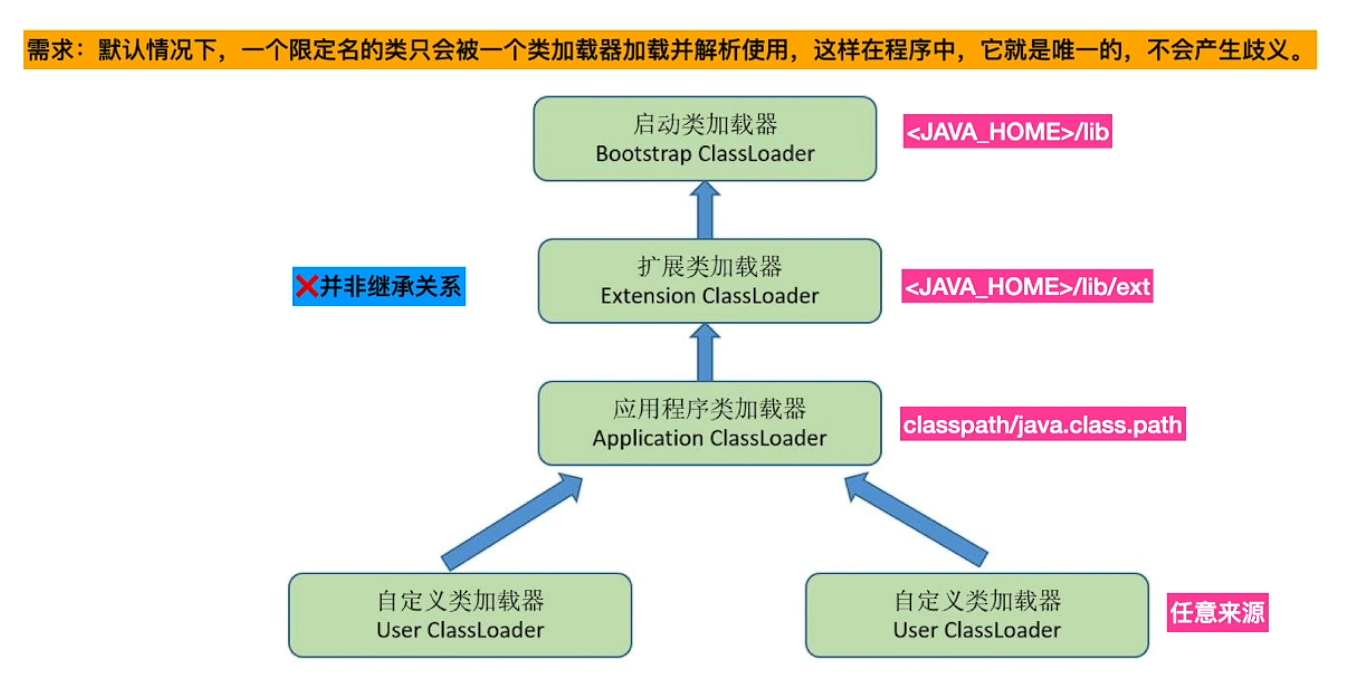 需求：默认情况下，一个限定名的类只会被一个类加载器加载并解析使用，这样在程序中，它就是唯一的，不会产生歧义。
启动类加载器
Bootstrap ClassLoader
<JAVA_HOME>/lib
扩展类加载器
Extension ClassLoader
<JAVA_HOME>/lib/ext
❌并非继承关系
应用程序类加载器
Application ClassLoader
classpath/java.class.path
自定义类加载器
User ClassLoader
自定义类加载器
User ClassLoader
任意来源